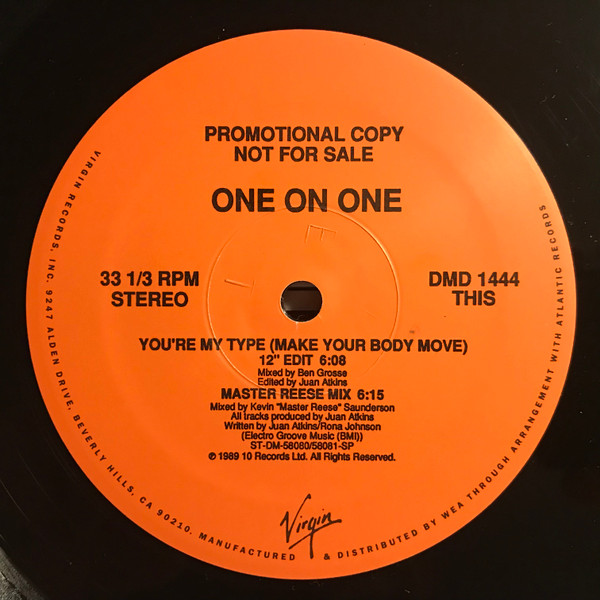 PROMOTIONAL COPY
NOT FOR SALE
ONE ON ONE
33 1/3 RPM
STEREO
DMD 1444
THIS
YOU'RE MY TYPE (MAKE YOUR BODY MOVE)
12" EDIT 6:08
Mixed by Ben Grosse
Edited by Juan Atkins
MASTER REESE MIX 6:15
Mixed by Kevin "Master Reese" Saunderson
All tracks produced by Juan Atkins
Written by Juan Atkins/Rona Johnson
(Electro Groove Music (BMI))
ST-DM-58080/58081-SP
℗ 1989 10 Records Ltd. All Rights Reserved.
Virgin
VIRGIN RECORDS, INC. 9247 ALDEN DRIVE, BEVERLY HILLS, CA 90210. MANUFACTURED & DISTRIBUTED BY WEA THROUGH ARRANGEMENT WITH ATLANTIC RECORDS